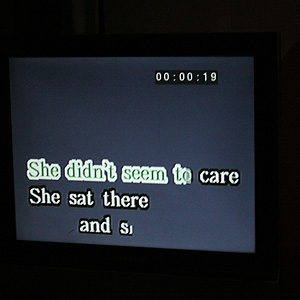 00:00:19
She didn't seem to care
She sat there
and